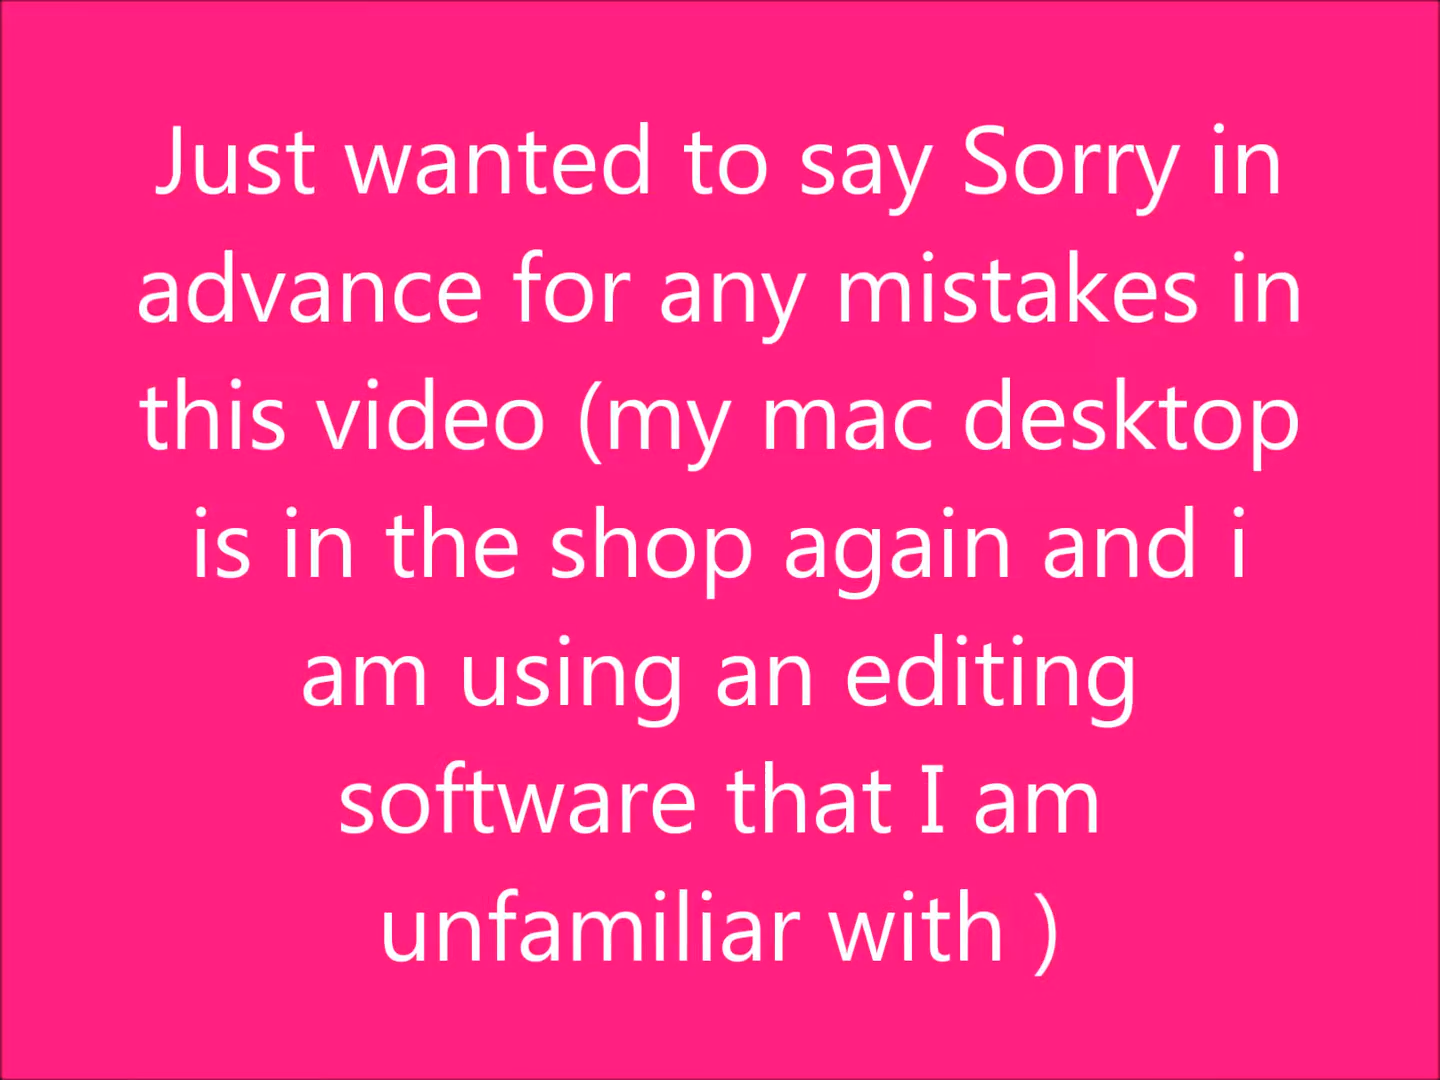 Just wanted to say Sorry in
advance for any mistakes in
this video (my mac desktop
is in the shop again and i
am using an editing
software that I am
unfamiliar with )